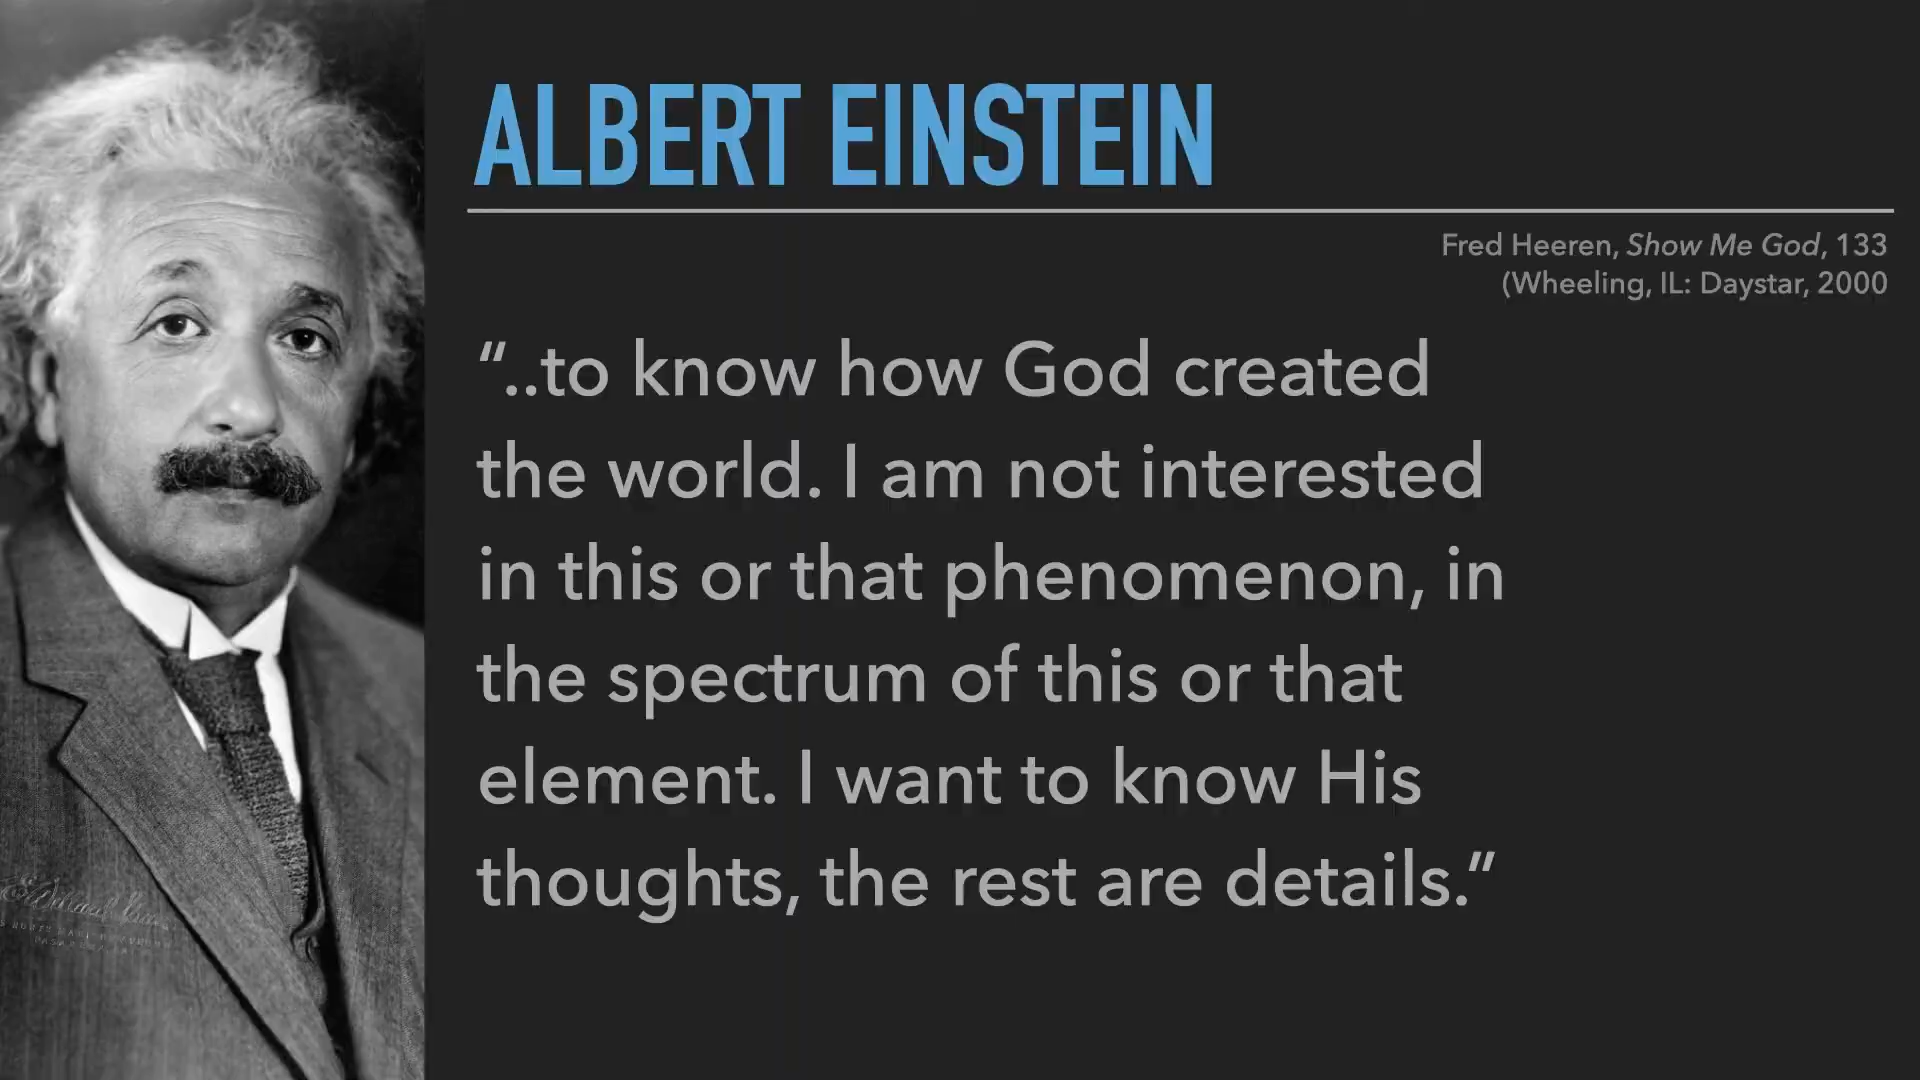 ALBERT EINSTEIN
Fred Heeren, Show Me God, 133
(Wheeling, IL: Daystar, 2000
“..to know how God created
the world. I am not interested
in this or that phenomenon, in
the spectrum of this or that
element. I want to know His
thoughts, the rest are details.”